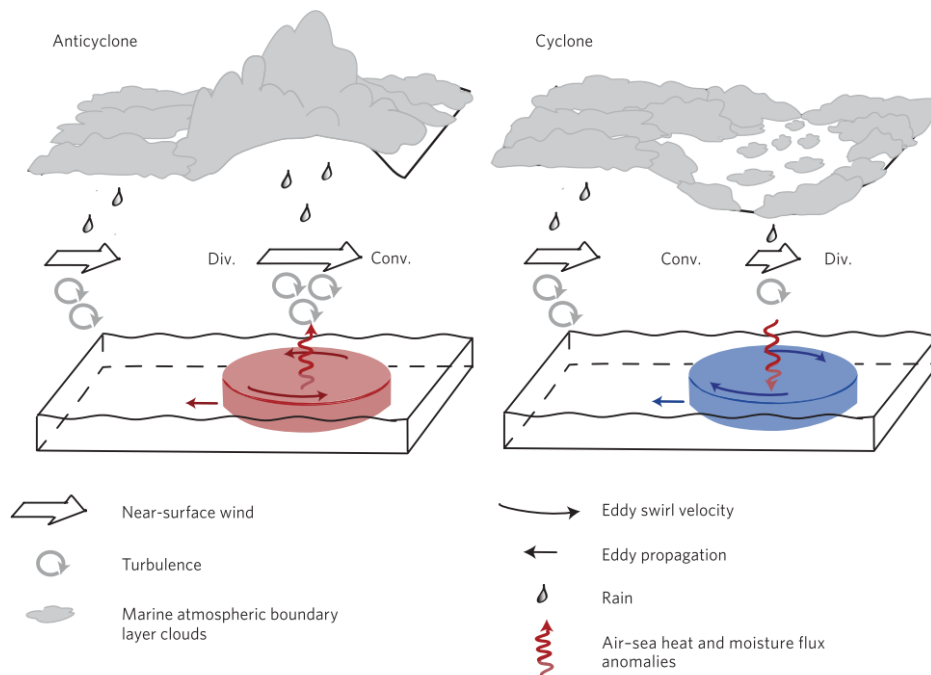 Anticyclone
Cyclone
Div.
Conv.
Conv.
Div.
Near-surface wind
Turbulence
Marine atmospheric boundary
layer clouds
Eddy swirl velocity
Eddy propagation
Rain
Air–sea heat and moisture flux
anomalies